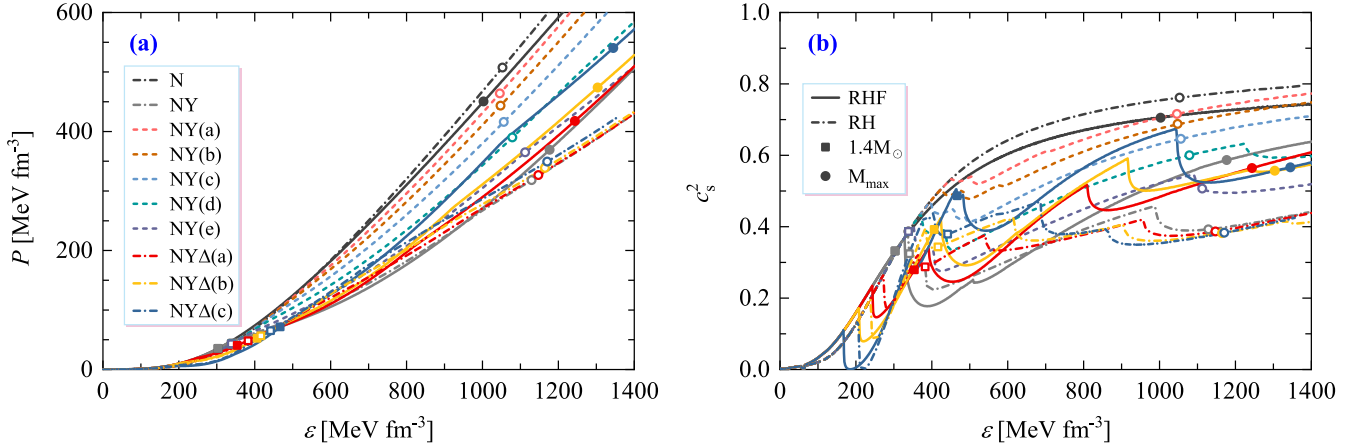 (a)
600
400
200
0
P [MeV fm⁻³]
N
NY
NY(a)
NY(b)
NY(c)
NY(d)
NY(e)
NYΔ(a)
NYΔ(b)
NYΔ(c)
0 200 400 600 800 1000 1200 1400
ε [MeV fm⁻³]
(b)
1.0
0.8
0.6
0.4
0.2
0.0
c²ₛ
RHF
RH
1.4M⊙
Mₘₐₓ
0 200 400 600 800 1000 1200 1400
ε [MeV fm⁻³]